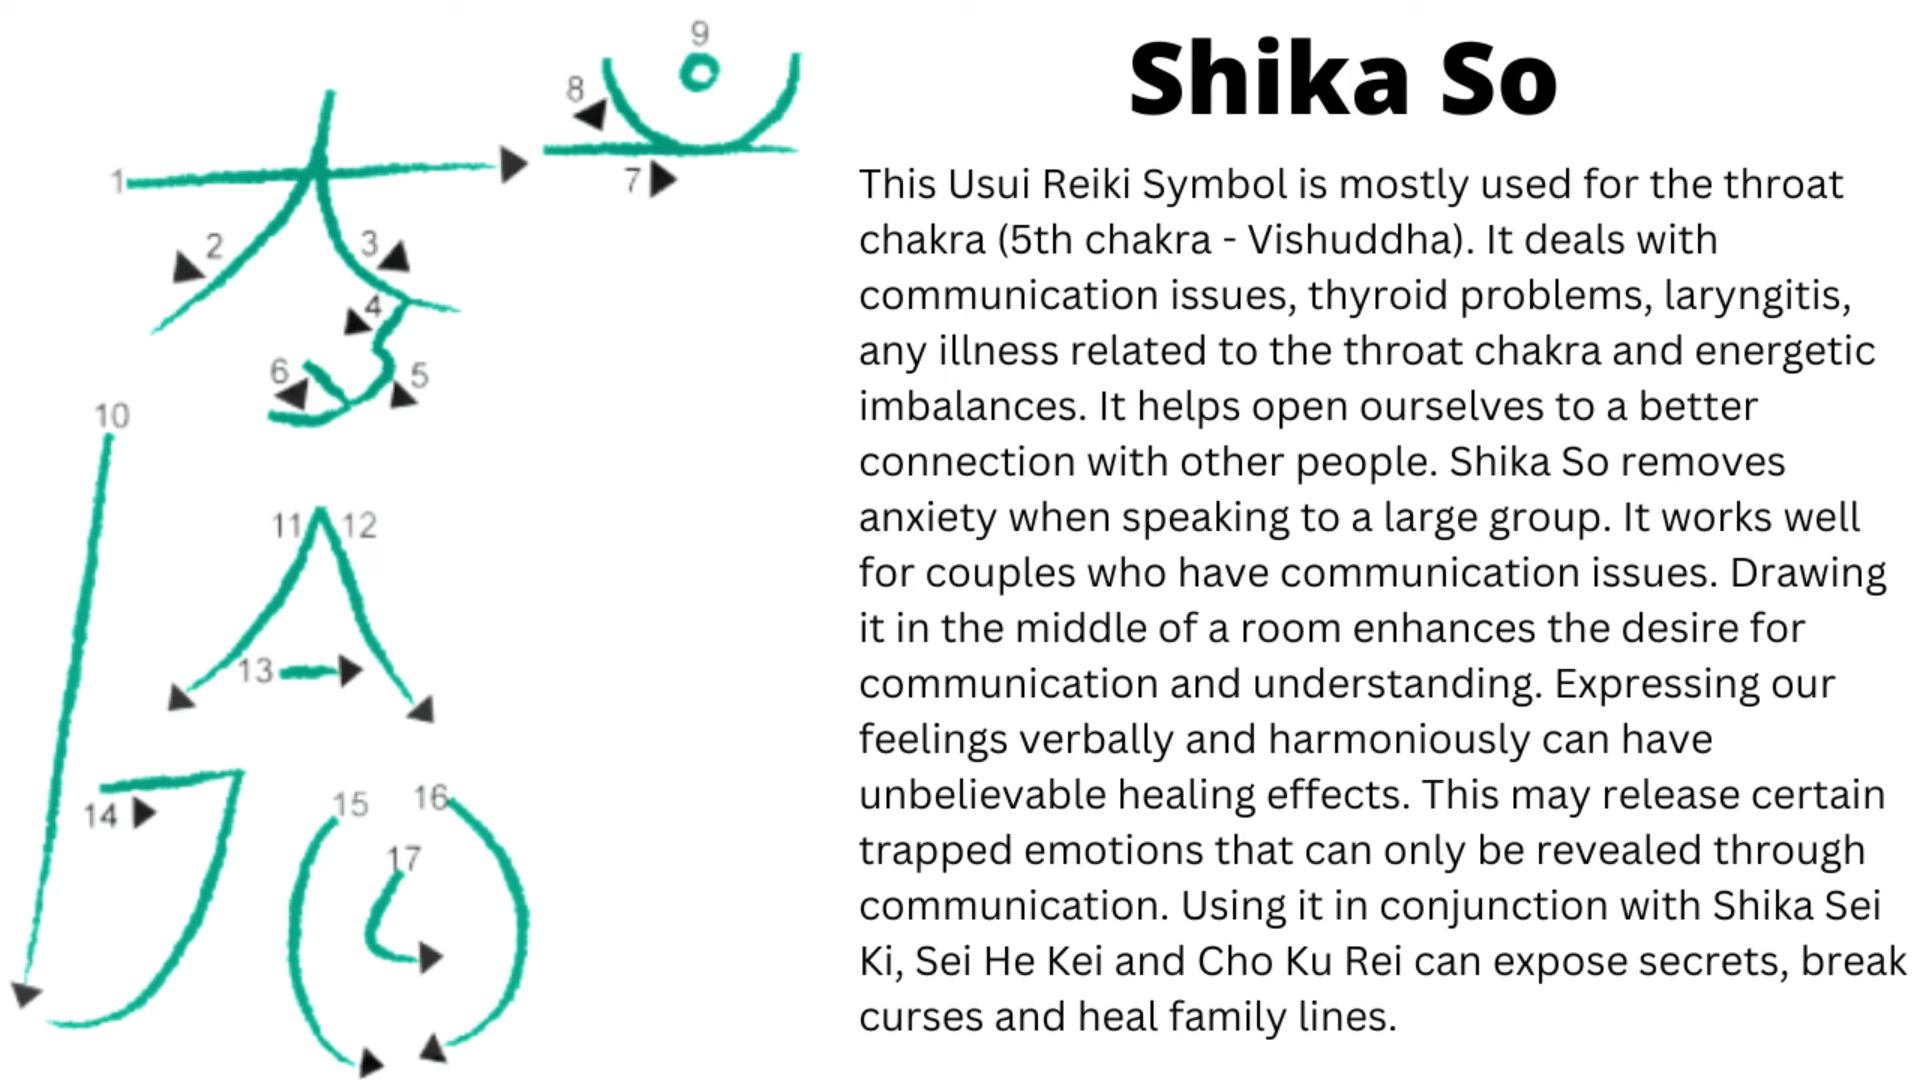 Shika So
This Usui Reiki Symbol is mostly used for the throat
chakra (5th chakra - Vishuddha). It deals with
communication issues, thyroid problems, laryngitis,
any illness related to the throat chakra and energetic
imbalances. It helps open ourselves to a better
connection with other people. Shika So removes
anxiety when speaking to a large group. It works well
for couples who have communication issues. Drawing
it in the middle of a room enhances the desire for
communication and understanding. Expressing our
feelings verbally and harmoniously can have
unbelievable healing effects. This may release certain
trapped emotions that can only be revealed through
communication. Using it in conjunction with Shika Sei
Ki, Sei He Kei and Cho Ku Rei can expose secrets, break
curses and heal family lines.
1
2
3
4
5
6
7
8
9
10
11
12
13
14
15
16
17